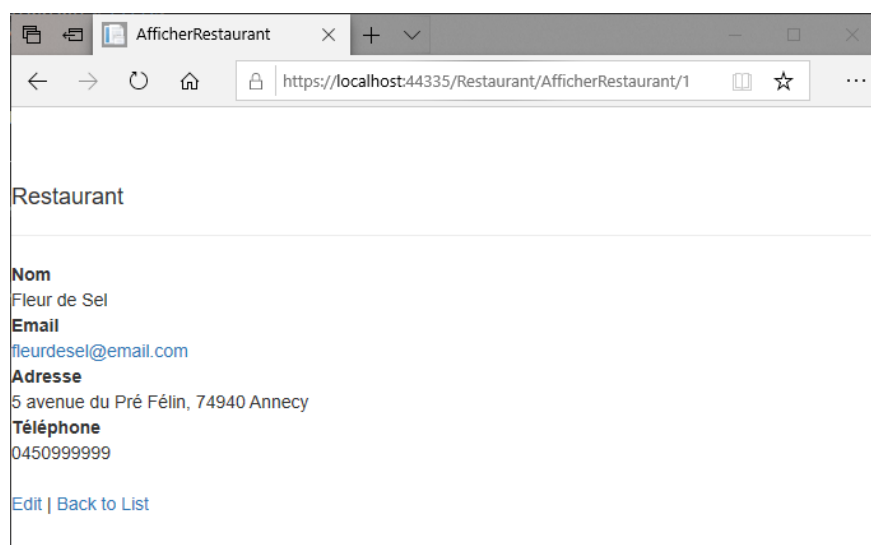 AfficherRestaurant
https://localhost:44335/Restaurant/AfficherRestaurant/1
Restaurant
Nom
Fleur de Sel
Email
fleurdesel@email.com
Adresse
5 avenue du Pré Félin, 74940 Annecy
Téléphone
0450999999
Edit | Back to List